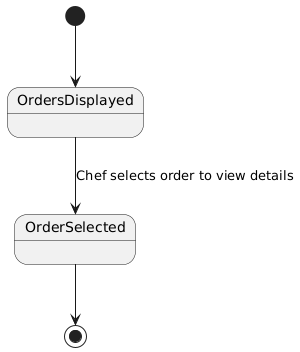 OrdersDisplayed
Chef selects order to view details
OrderSelected